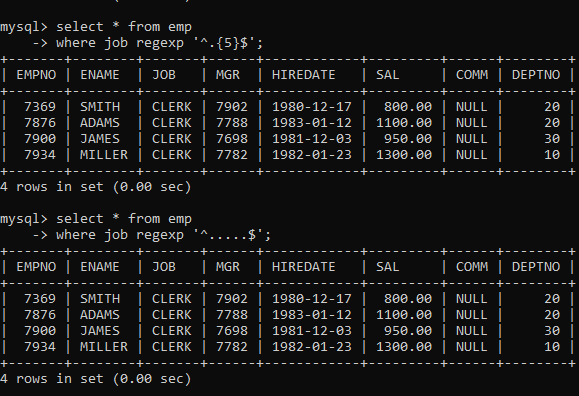 4 rows in set (0.00 sec)
mysql> select * from emp
    -> where job regexp '^.{5}$';
+-------+--------+-------+------+------------+---------+------+--------+
| EMPNO | ENAME  | JOB   | MGR  | HIREDATE   | SAL     | COMM | DEPTNO |
+-------+--------+-------+------+------------+---------+------+--------+
|  7369 | SMITH  | CLERK | 7902 | 1980-12-17 |  800.00 | NULL |     20 |
|  7876 | ADAMS  | CLERK | 7788 | 1983-01-12 | 1100.00 | NULL |     20 |
|  7900 | JAMES  | CLERK | 7698 | 1981-12-03 |  950.00 | NULL |     30 |
|  7934 | MILLER | CLERK | 7782 | 1982-01-23 | 1300.00 | NULL |     10 |
+-------+--------+-------+------+------------+---------+------+--------+
4 rows in set (0.00 sec)
mysql> select * from emp
    -> where job regexp '^.....$';
+-------+--------+-------+------+------------+---------+------+--------+
| EMPNO | ENAME  | JOB   | MGR  | HIREDATE   | SAL     | COMM | DEPTNO |
+-------+--------+-------+------+------------+---------+------+--------+
|  7369 | SMITH  | CLERK | 7902 | 1980-12-17 |  800.00 | NULL |     20 |
|  7876 | ADAMS  | CLERK | 7788 | 1983-01-12 | 1100.00 | NULL |     20 |
|  7900 | JAMES  | CLERK | 7698 | 1981-12-03 |  950.00 | NULL |     30 |
|  7934 | MILLER | CLERK | 7782 | 1982-01-23 | 1300.00 | NULL |     10 |
+-------+--------+-------+------+------------+---------+------+--------+
4 rows in set (0.00 sec)